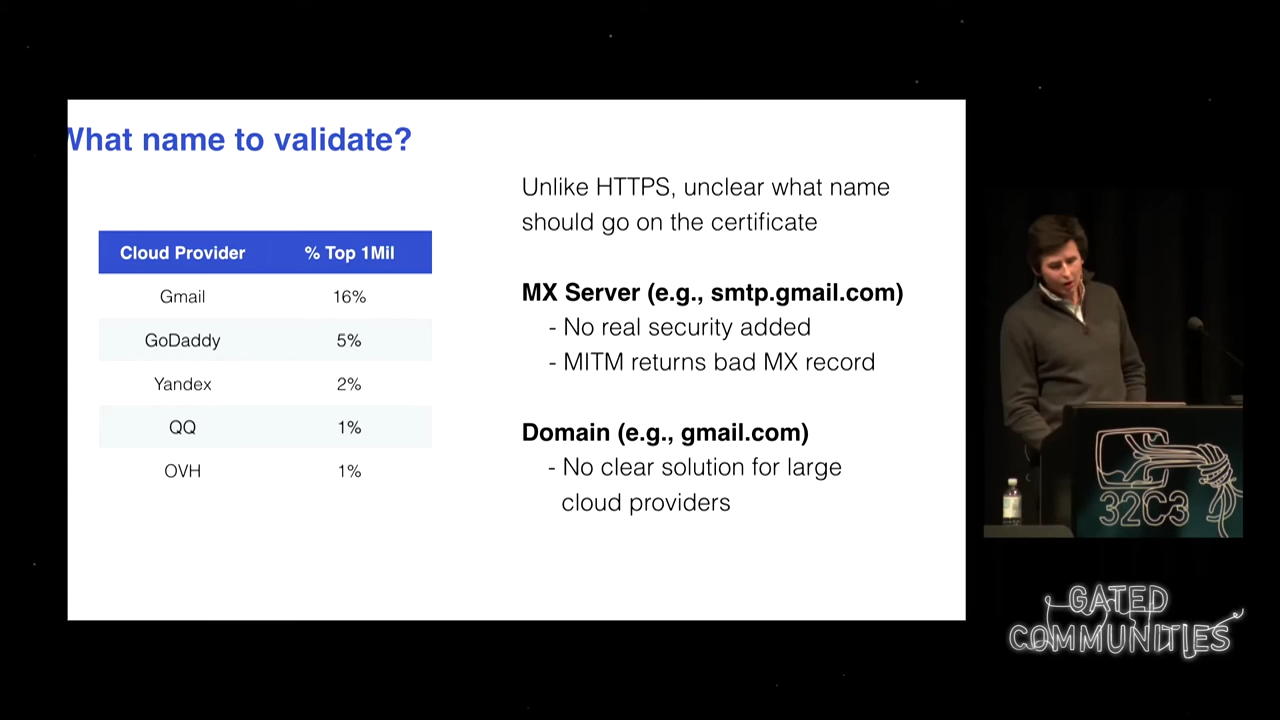 What name to validate?
Cloud Provider % Top 1Mil
Gmail 16%
GoDaddy 5%
Yandex 2%
QQ 1%
OVH 1%
Unlike HTTPS, unclear what name
should go on the certificate
MX Server (e.g., smtp.gmail.com)
- No real security added
- MITM returns bad MX record
Domain (e.g., gmail.com)
- No clear solution for large
cloud providers
32C3
GATED
COMMUNITIES